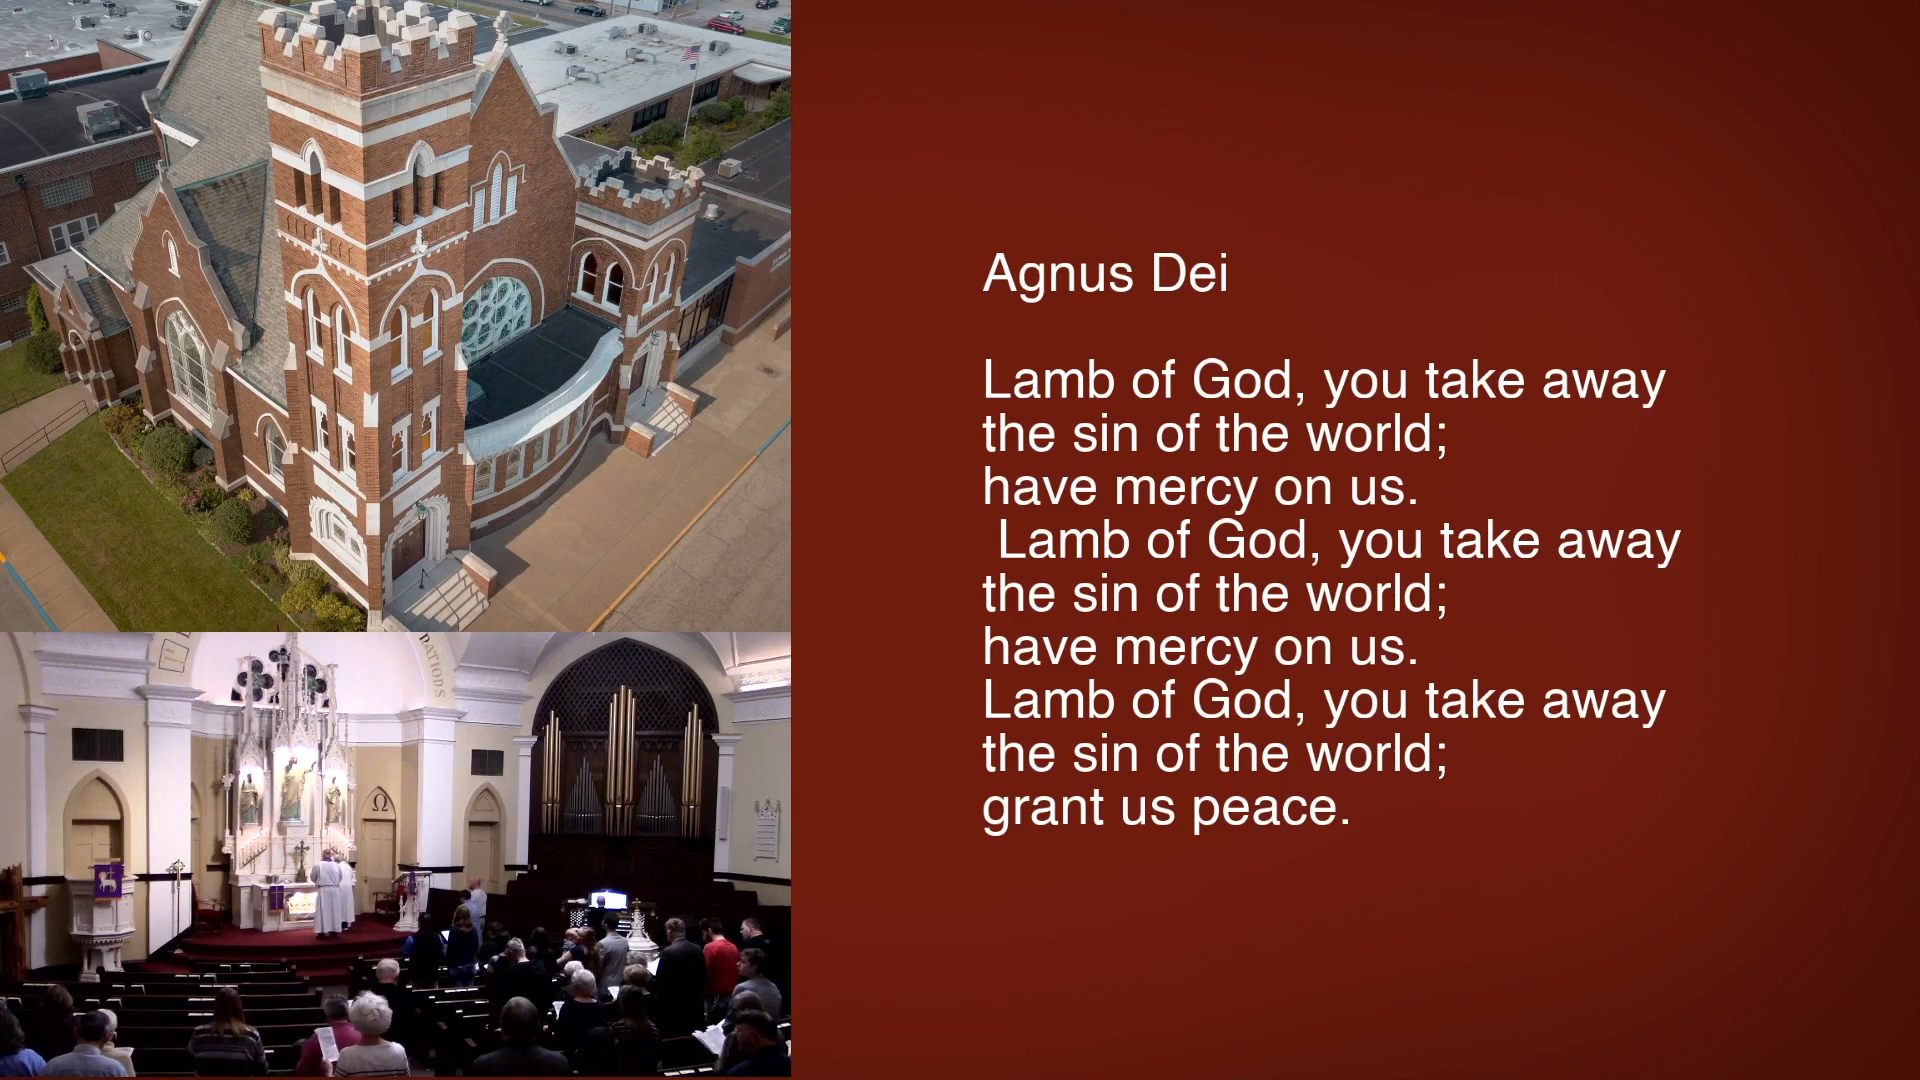 Agnus Dei
Lamb of God, you take away
the sin of the world;
have mercy on us.
Lamb of God, you take away
the sin of the world;
have mercy on us.
Lamb of God, you take away
the sin of the world;
grant us peace.
Ω